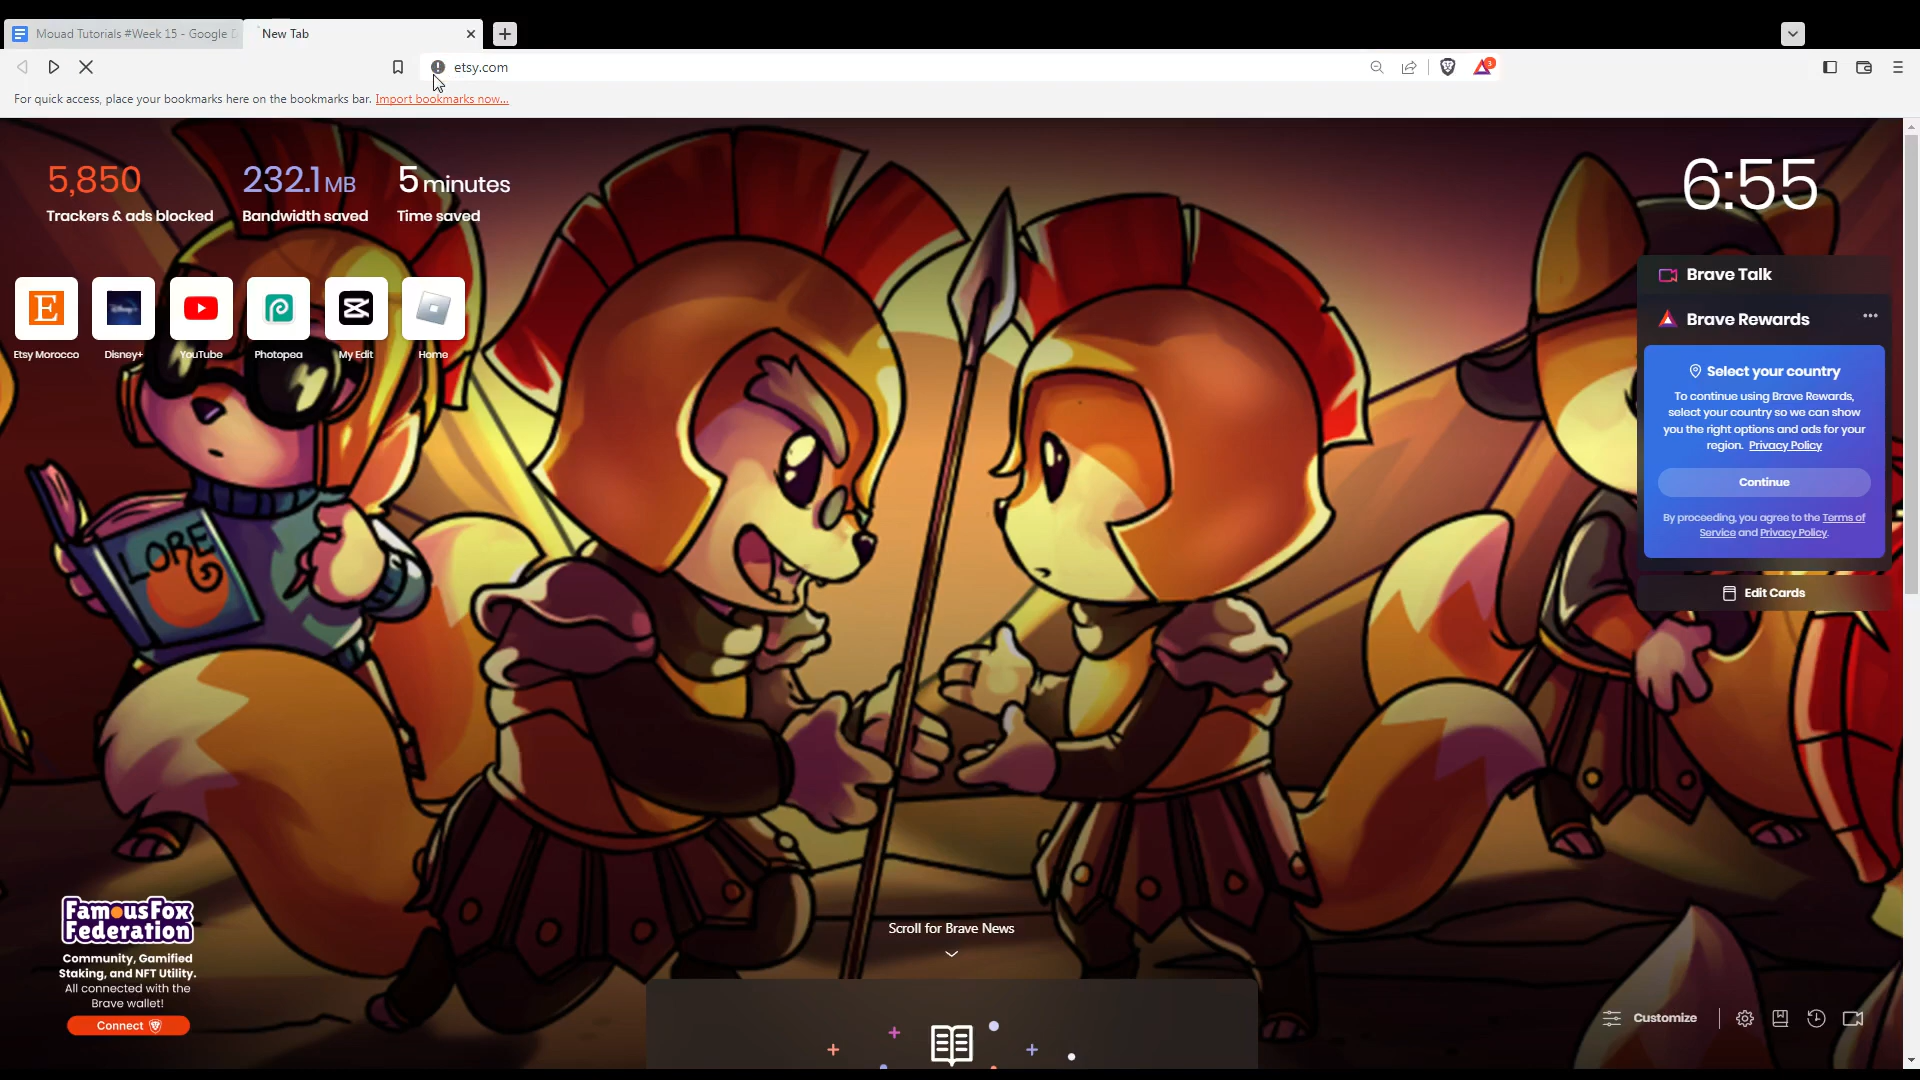 Mouad Tutorials #Week 15 - Google
New Tab
etsy.com
3
For quick access, place your bookmarks here on the bookmarks bar. Import bookmarks now...
5,850
Trackers & ads blocked
232.1 MB
Bandwidth saved
5 minutes
Time saved
6:55
E
Etsy Morocco
Disney+
YouTube
Photopea
My Edit
Home
Brave Talk
Brave Rewards
Select your country
To continue using Brave Rewards,
select your country so we can show
you the right options and ads for your
region. Privacy Policy
Continue
By proceeding, you agree to the Terms of
Service and Privacy Policy.
Edit Cards
LORE
FamousFox
Federation
Community, Gamified
Staking, and NFT Utility.
All connected with the
Brave wallet!
Connect
Scroll for Brave News
Customize